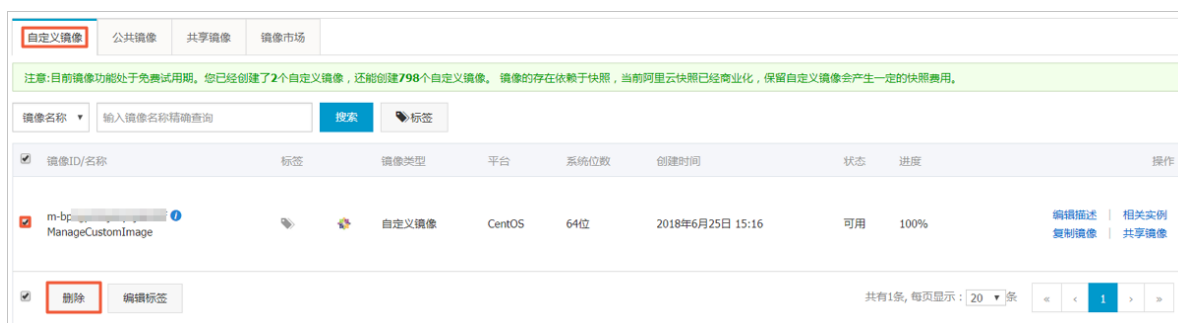 自定义镜像 公共镜像 共享镜像 镜像市场
注意:目前镜像功能处于免费试用期。您已经创建了2个自定义镜像，还能创建798个自定义镜像。 镜像的存在依赖于快照，当前阿里云快照已经商业化，保留自定义镜像会产生一定的快照费用。
镜像名称 输入镜像名称精确查询 搜索 标签
镜像ID/名称 标签 镜像类型 平台 系统位数 创建时间 状态 进度 操作
m-bp
ManageCustomImage
自定义镜像 CentOS 64位 2018年6月25日 15:16 可用 100%
编辑描述 | 相关实例
复制镜像 | 共享镜像
删除 编辑标签 共有1条, 每页显示： 20 条 « ‹ 1 › »